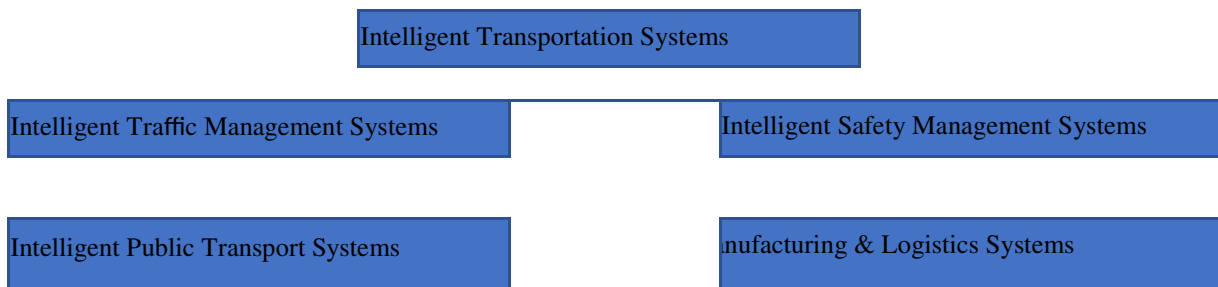 Intelligent Transportation Systems
Intelligent Traffic Management Systems
Intelligent Safety Management Systems
Intelligent Public Transport Systems
nufacturing & Logistics Systems